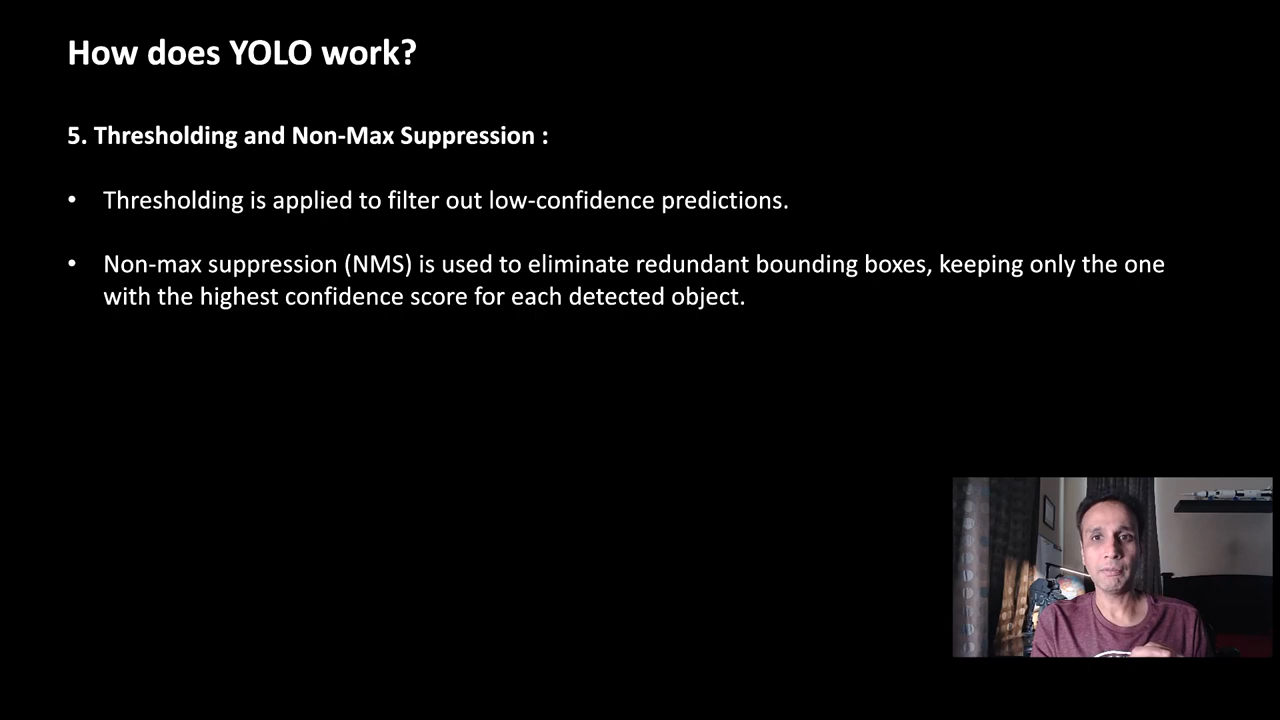 How does YOLO work?
5. Thresholding and Non-Max Suppression :
• Thresholding is applied to filter out low-confidence predictions.
• Non-max suppression (NMS) is used to eliminate redundant bounding boxes, keeping only the one
with the highest confidence score for each detected object.